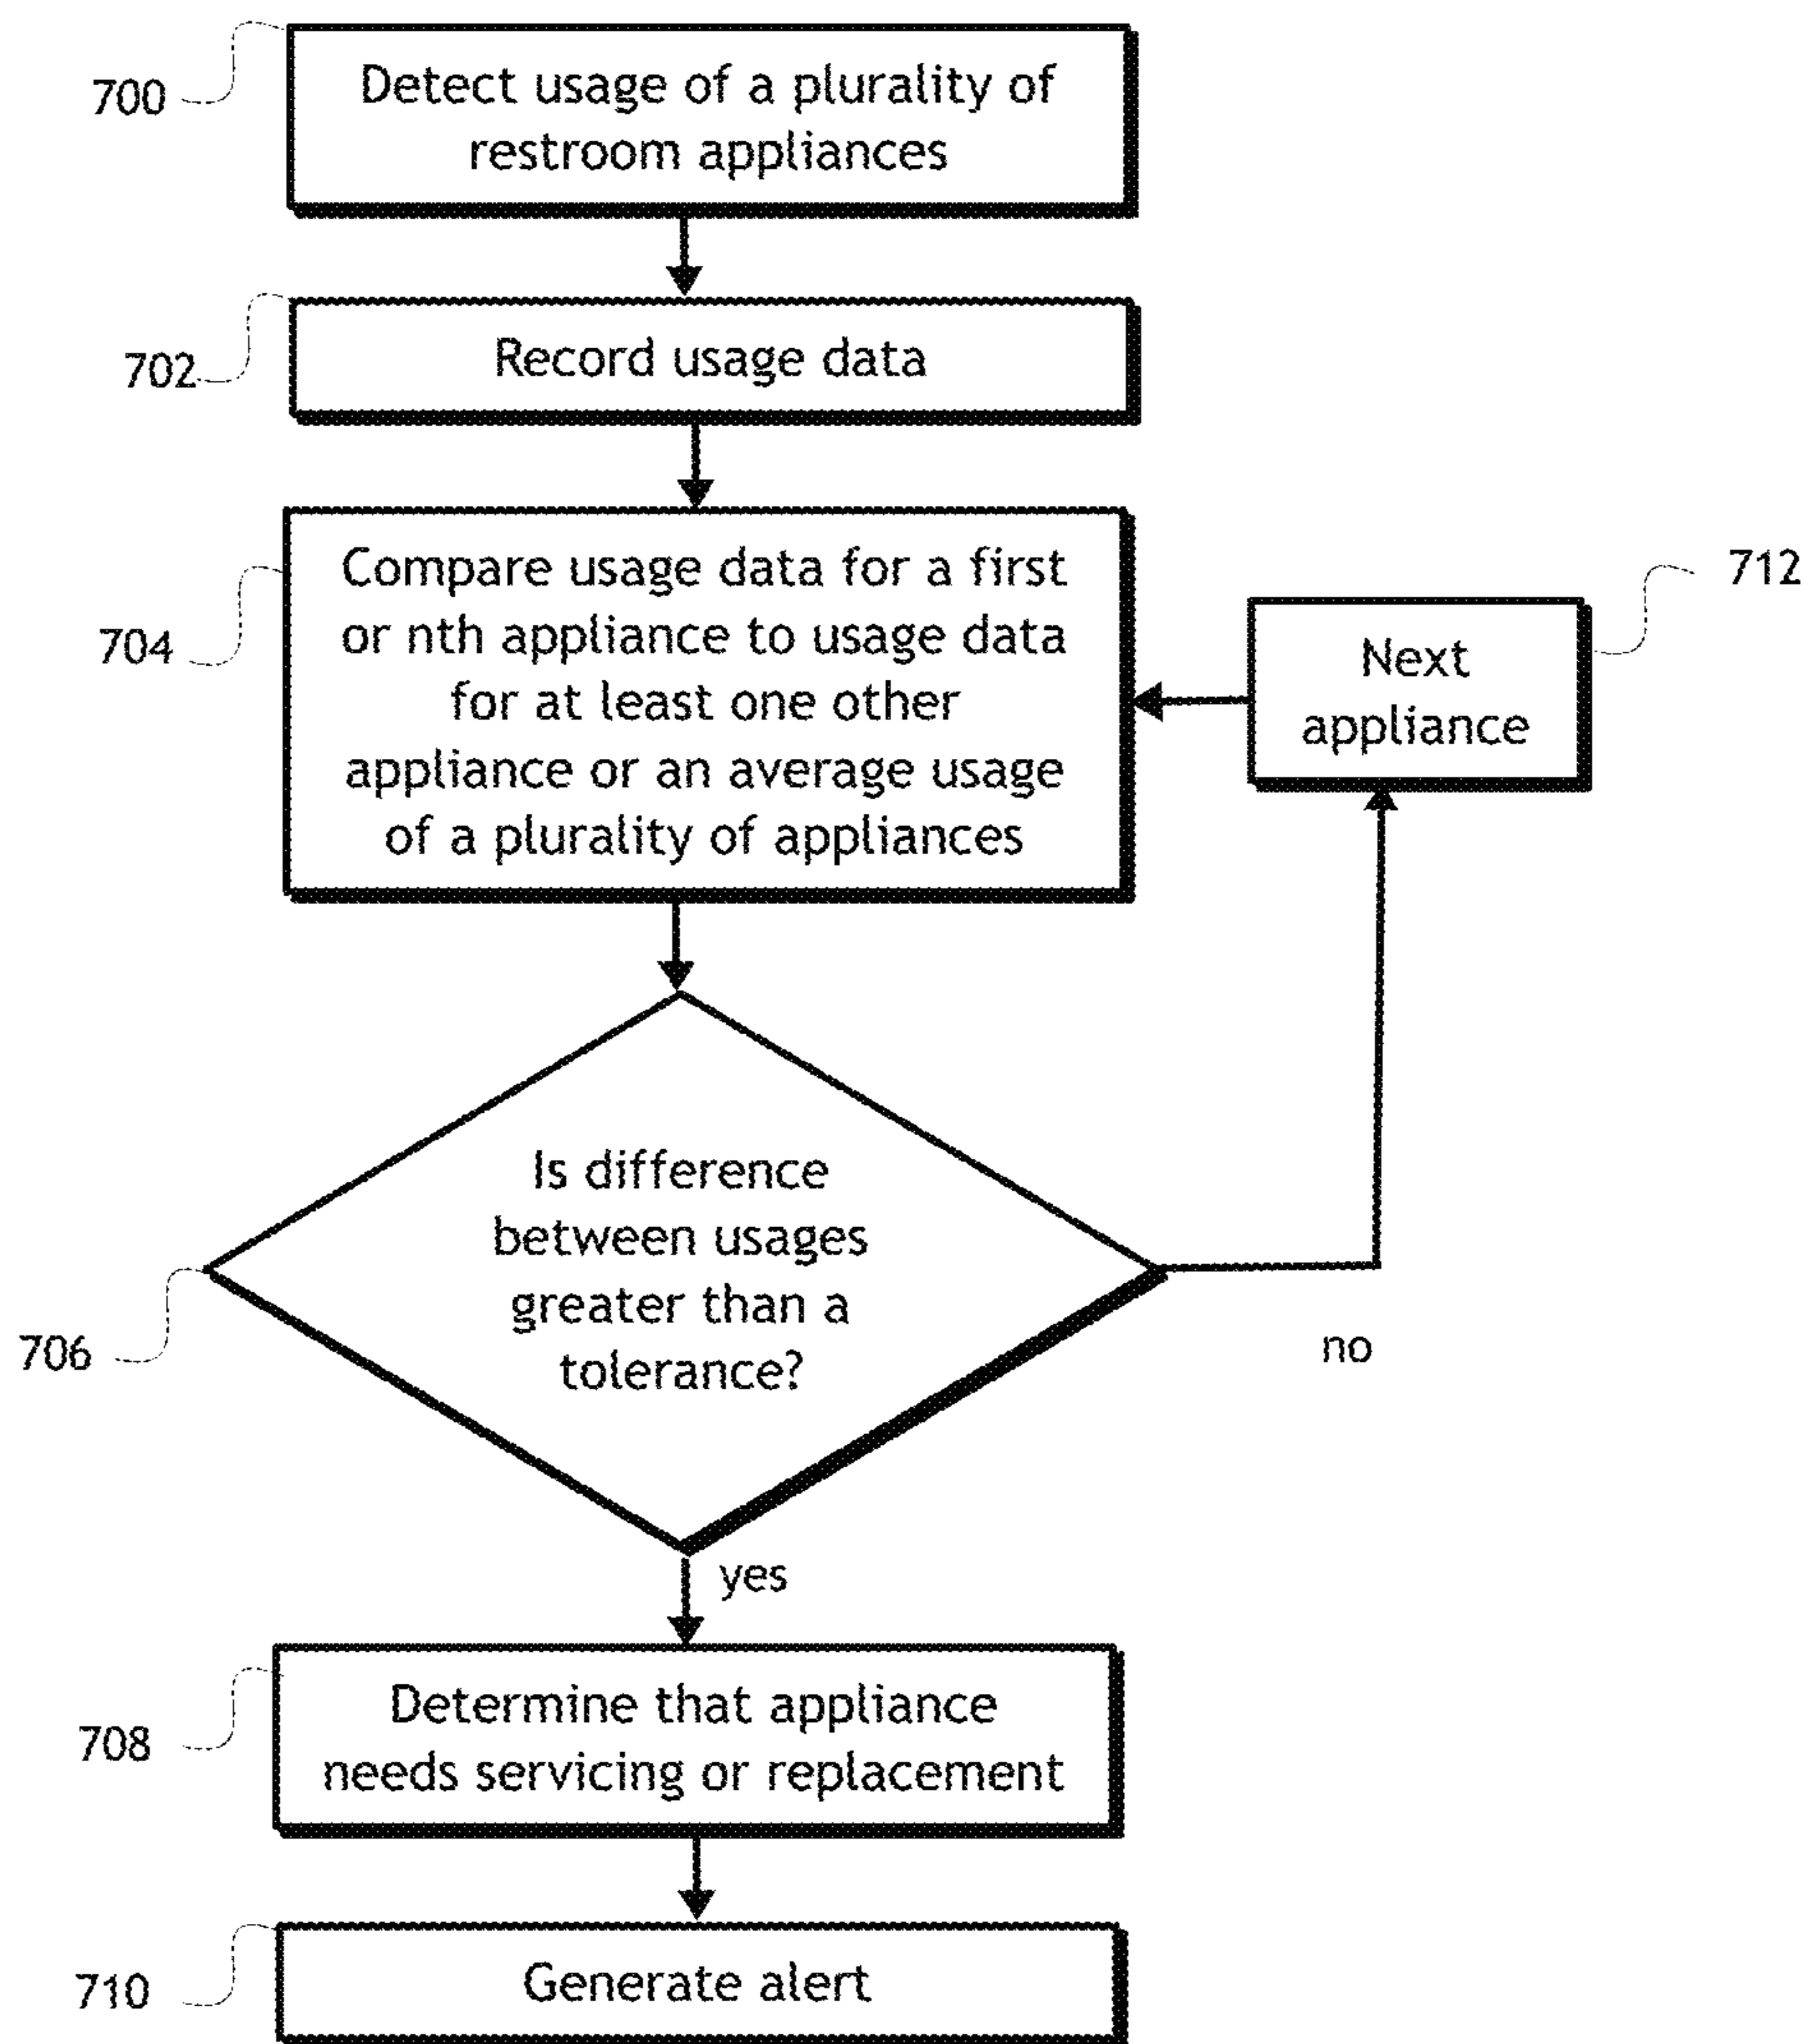 700
Detect usage of a plurality of
restroom appliances
702
Record usage data
704
Compare usage data for a first
or nth appliance to usage data
for at least one other
appliance or an average usage
of a plurality of appliances
712
Next
appliance
706
Is difference
between usages
greater than a
tolerance?
no
yes
708
Determine that appliance
needs servicing or replacement
710
Generate alert